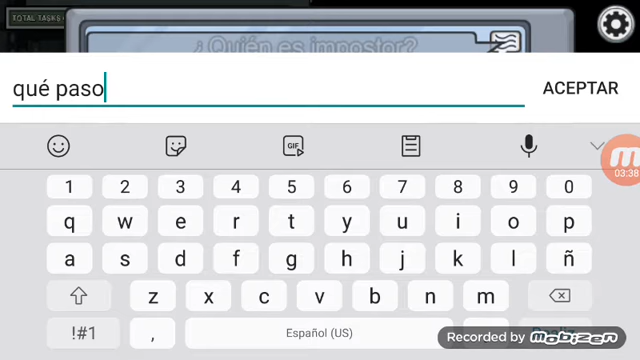 TOTAL TASKS
¿Quién es impostor?
qué paso
ACEPTAR
GIF
03:38
1 2 3 4 5 6 7 8 9 0
q w e r t y u i o p
a s d f g h j k l ñ
z x c v b n m
!#1 , Español (US)
Recorded by mobizen